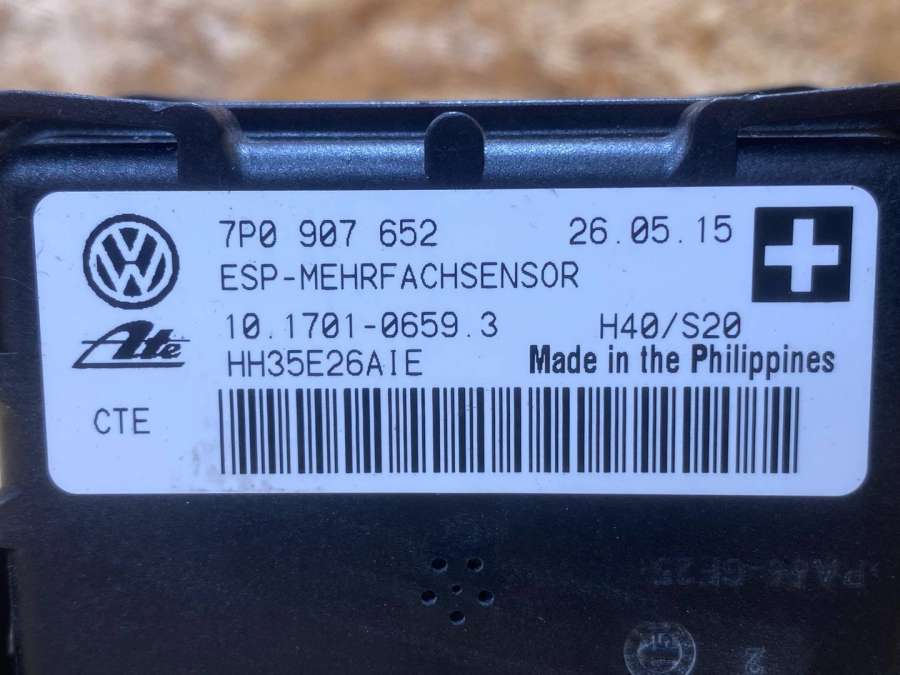 7P0 907 652 26.05.15
ESP-MEHRFACHSENSOR
Ate 10.1701-0659.3 H40/S20
HH35E26AIE Made in the Philippines
CTE